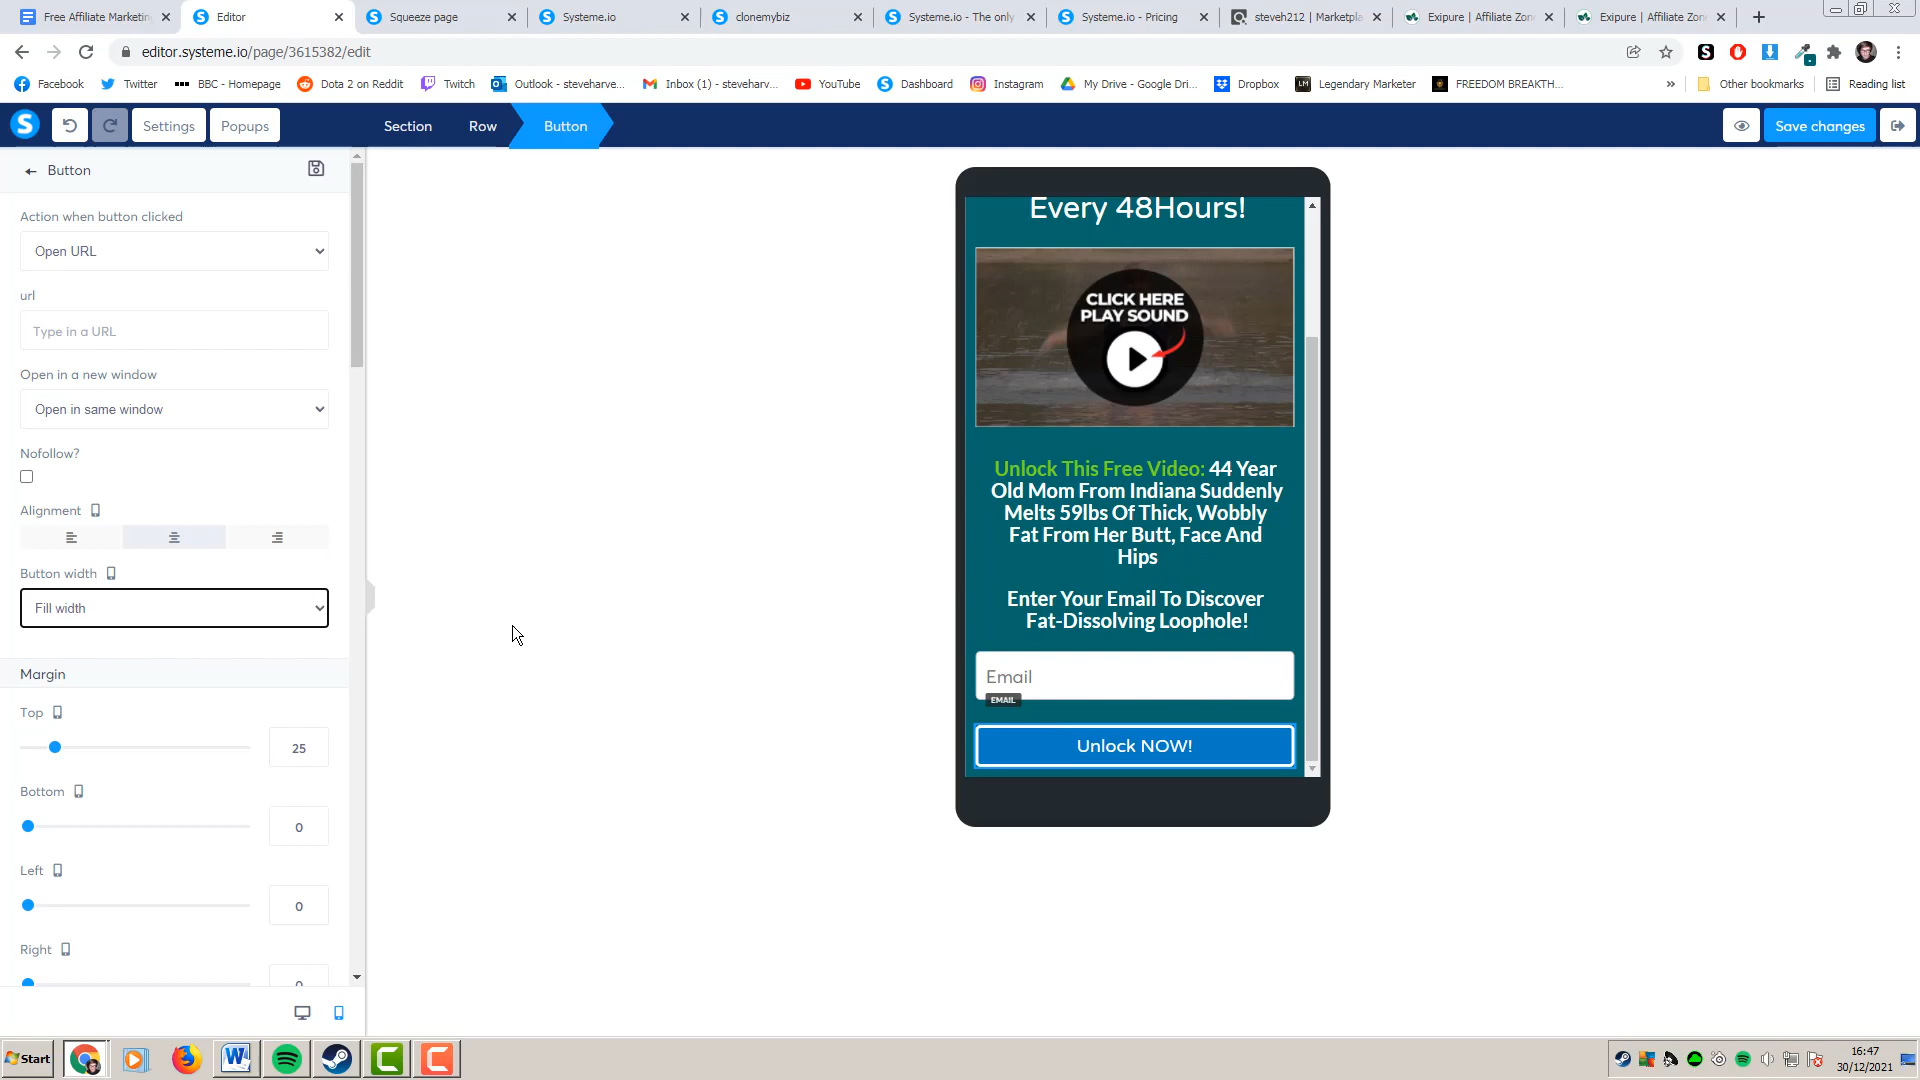 Free Affiliate Marketing
Editor
Squeeze page
Systeme.io
clonemybiz
Systeme.io - The only
Systeme.io - Pricing
steveh212 | Marketpla
Exipure | Affiliate Zon
Exipure | Affiliate Zon
editor.systeme.io/page/3615382/edit
Facebook
Twitter
BBC - Homepage
Dota 2 on Reddit
Twitch
Outlook - steveharve...
Inbox (1) - steveharv...
YouTube
Dashboard
Instagram
My Drive - Google Dri...
Dropbox
Legendary Marketer
FREEDOM BREAKTH...
»
Other bookmarks
Reading list
Settings
Popups
Section
Row
Button
Save changes
Button
Action when button clicked
Open URL
url
Type in a URL
Open in a new window
Open in same window
Nofollow?
Alignment
Button width
Fill width
Margin
Top
25
Bottom
0
Left
0
Right
0
Every 48Hours!
CLICK HERE
PLAY SOUND
Unlock This Free Video: 44 Year
Old Mom From Indiana Suddenly
Melts 59lbs Of Thick, Wobbly
Fat From Her Butt, Face And
Hips
Enter Your Email To Discover
Fat-Dissolving Loophole!
Email
EMAIL
Unlock NOW!
Start
16:47
30/12/2021